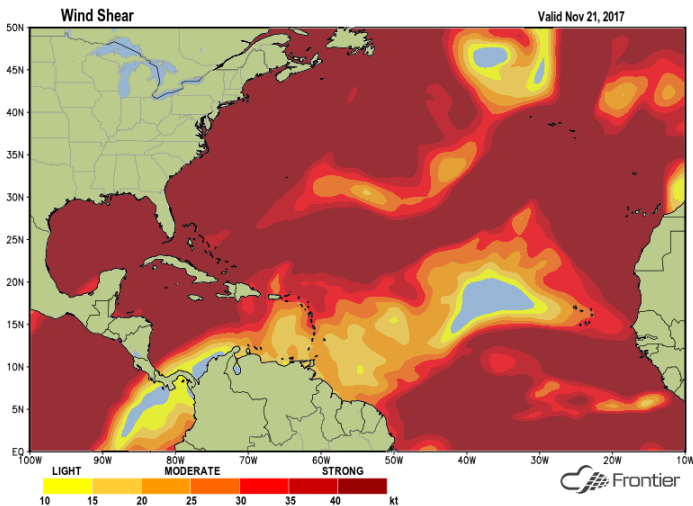 Wind Shear
Valid Nov 21, 2017
50N
45N
40N
35N
30N
25N
20N
15N
10N
5N
EQ
100W 90W 80W 70W 60W 50W 40W 30W 20W 10W
LIGHT MODERATE STRONG
10 15 20 25 30 35 40 kt
Frontier